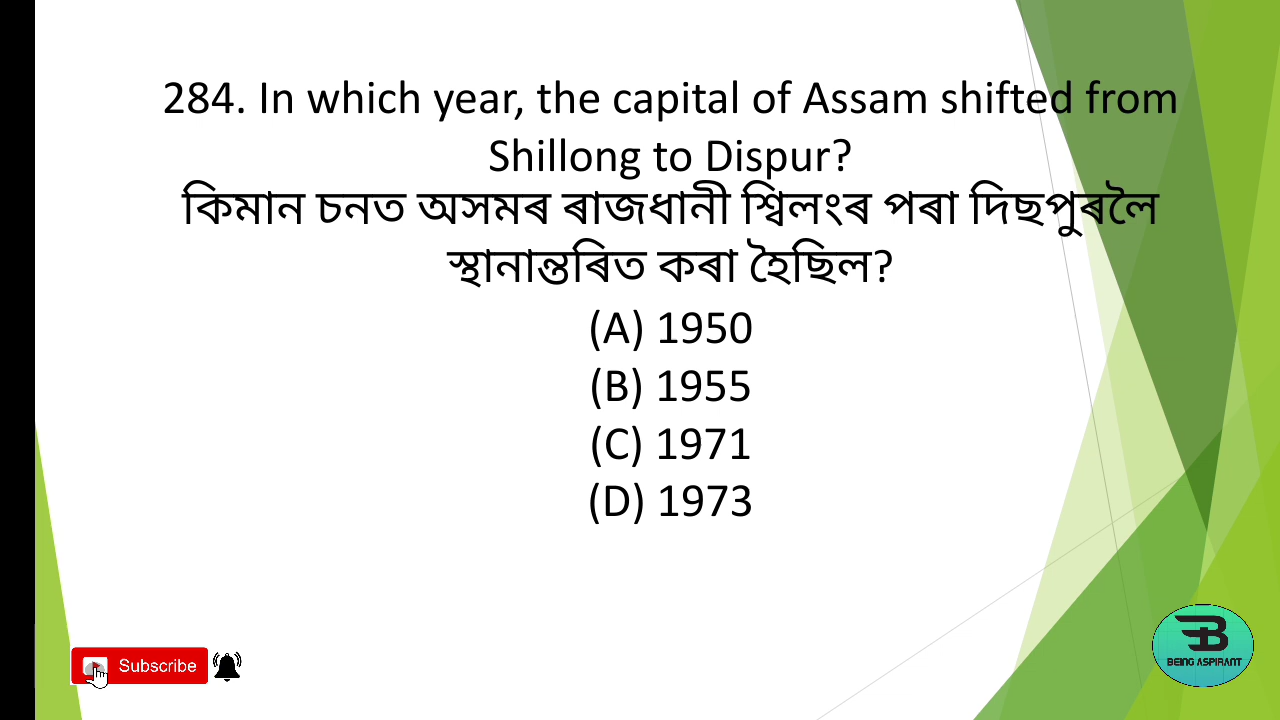 284. In which year, the capital of Assam shifted from
Shillong to Dispur?
কিমান চনত অসমৰ ৰাজধানী শ্বিলংৰ পৰা দিছপুৰলৈ
স্থানান্তৰিত কৰা হৈছিল?
(A) 1950
(B) 1955
(C) 1971
(D) 1973
Subscribe
BEING ASPIRANT